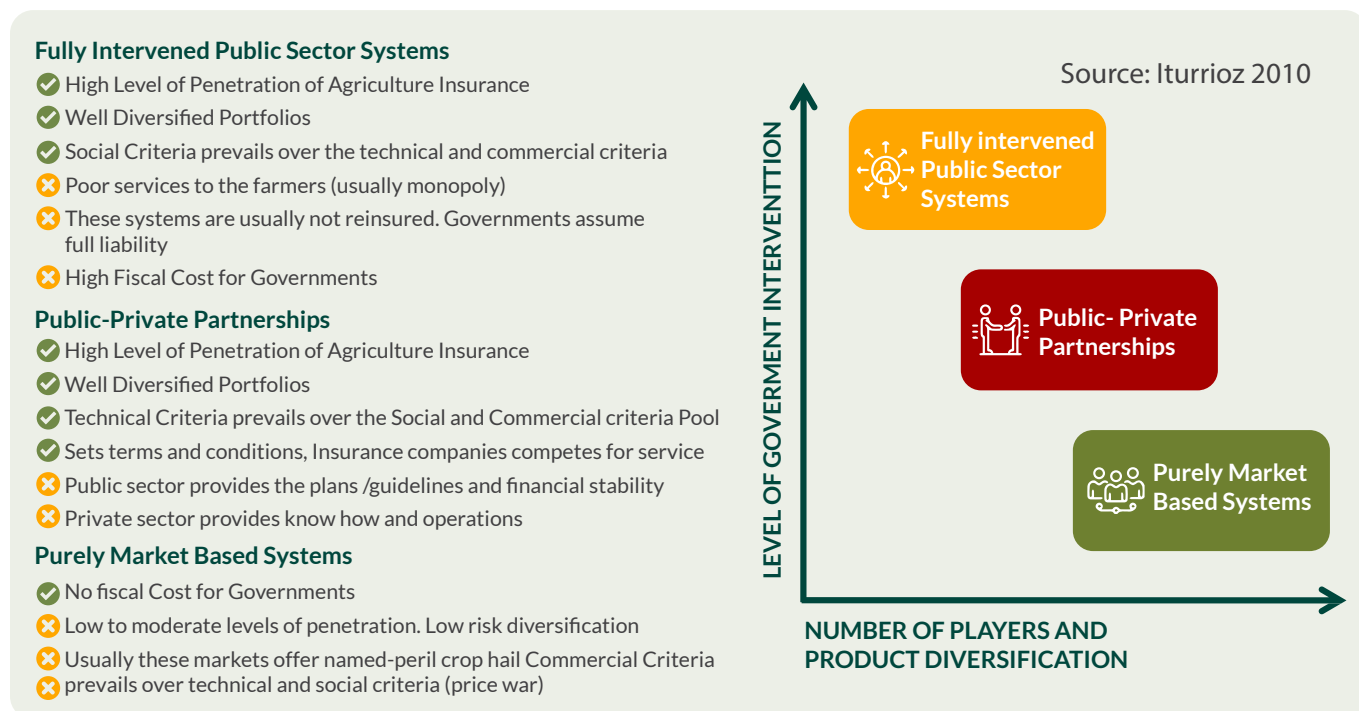 Fully Intervened Public Sector Systems
High Level of Penetration of Agriculture Insurance
Well Diversified Portfolios
Social Criteria prevails over the technical and commercial criteria
Poor services to the farmers (usually monopoly)
These systems are usually not reinsured. Governments assume
full liability
High Fiscal Cost for Governments
Public-Private Partnerships
High Level of Penetration of Agriculture Insurance
Well Diversified Portfolios
Technical Criteria prevails over the Social and Commercial criteria Pool
Sets terms and conditions, Insurance companies competes for service
Public sector provides the plans /guidelines and financial stability
Private sector provides know how and operations
Purely Market Based Systems
No fiscal Cost for Governments
Low to moderate levels of penetration. Low risk diversification
Usually these markets offer named-peril crop hail Commercial Criteria
prevails over technical and social criteria (price war)
Source: Iturrioz 2010
LEVEL OF GOVERMENT INTERVENTTION
Fully intervened
Public Sector
Systems
Public- Private
Partnerships
Purely Market
Based Systems
NUMBER OF PLAYERS AND
PRODUCT DIVERSIFICATION